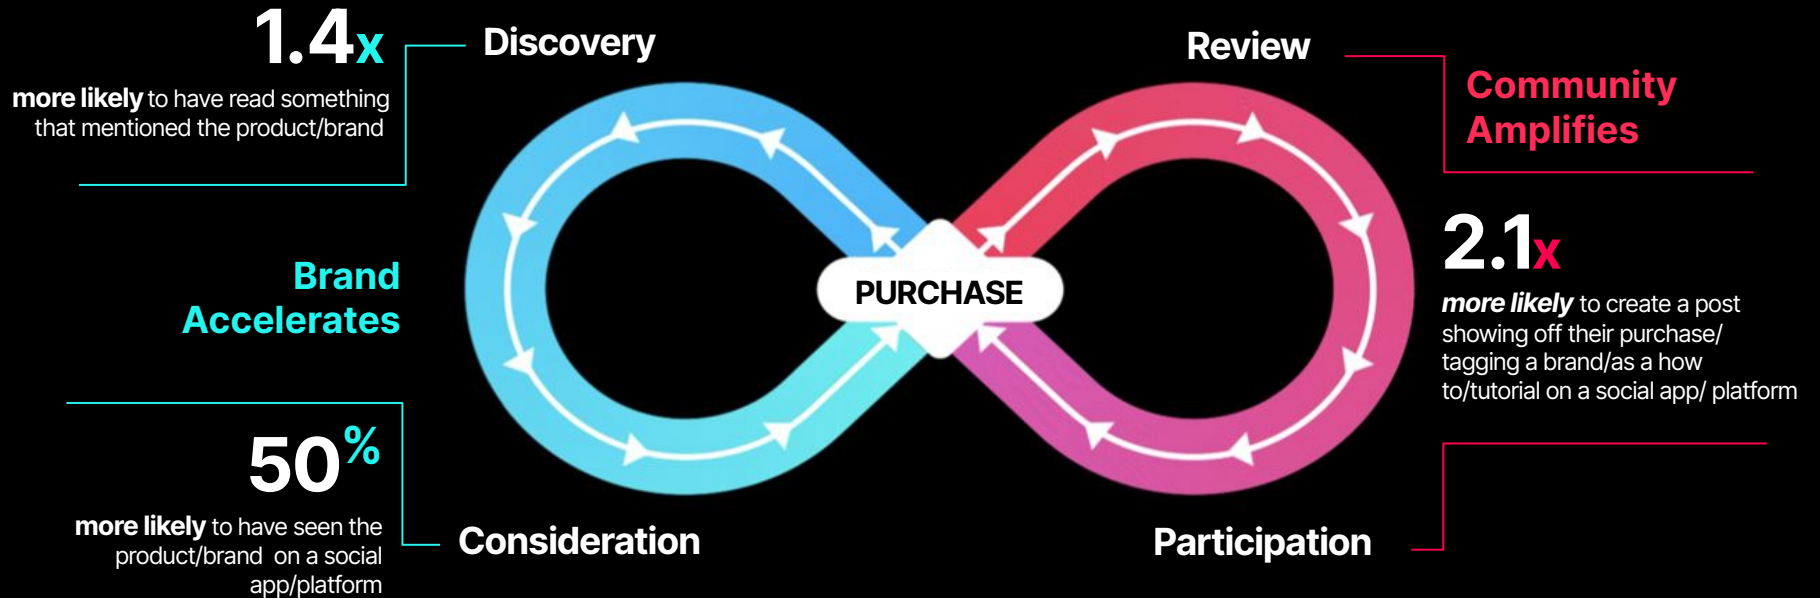 1.4x
more likely to have read something
that mentioned the product/brand
Discovery
Brand
Accelerates
50%
more likely to have seen the
product/brand on a social
app/platform
Consideration
PURCHASE
Review
Community
Amplifies
2.1x
more likely to create a post
showing off their purchase/
tagging a brand/as a how
to/tutorial on a social app/ platform
Participation